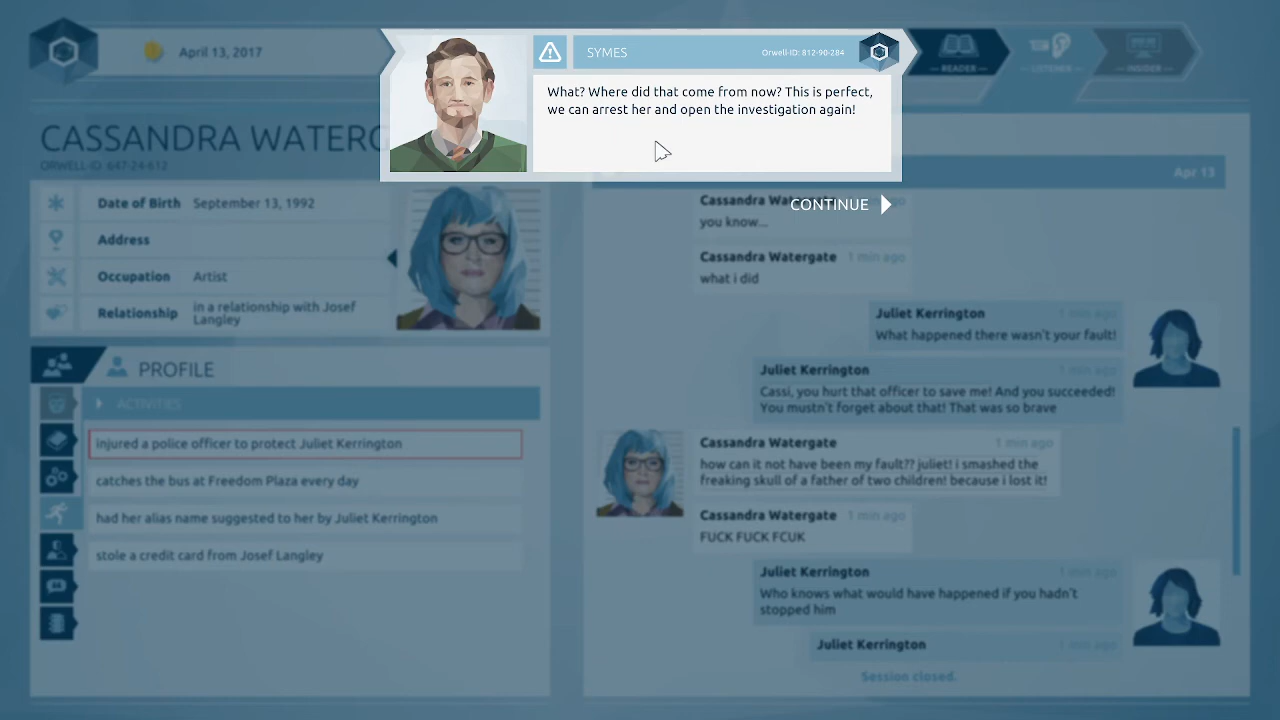 April 13, 2017
SYMES
Orwell-ID: 812-90-284
What? Where did that come from now? This is perfect,
we can arrest her and open the investigation again!
CONTINUE
— READER —
— LISTENER —
— INSIDER —
CASSANDRA WATERG
ORWELL-ID: 647-24-612
Date of Birth September 13, 1992
Address
Occupation Artist
Relationship in a relationship with Josef
Langley
PROFILE
ACTIVITIES
injured a police officer to protect Juliet Kerrington
catches the bus at Freedom Plaza every day
had her alias name suggested to her by Juliet Kerrington
stole a credit card from Josef Langley
Apr 13
Cassandra Wa
you know...
Cassandra Watergate 1 min ago
what i did
Juliet Kerrington 1 min ago
What happened there wasn't your fault!
Juliet Kerrington 1 min ago
Cassi, you hurt that officer to save me! And you succeeded!
You mustn't forget about that! That was so brave
Cassandra Watergate 1 min ago
how can it not have been my fault?? juliet! i smashed the
freaking skull of a father of two children! because i lost it!
Cassandra Watergate 1 min ago
FUCK FUCK FCUK
Juliet Kerrington 1 min ago
Who knows what would have happened if you hadn't
stopped him
Juliet Kerrington 1 min ago
Session closed.